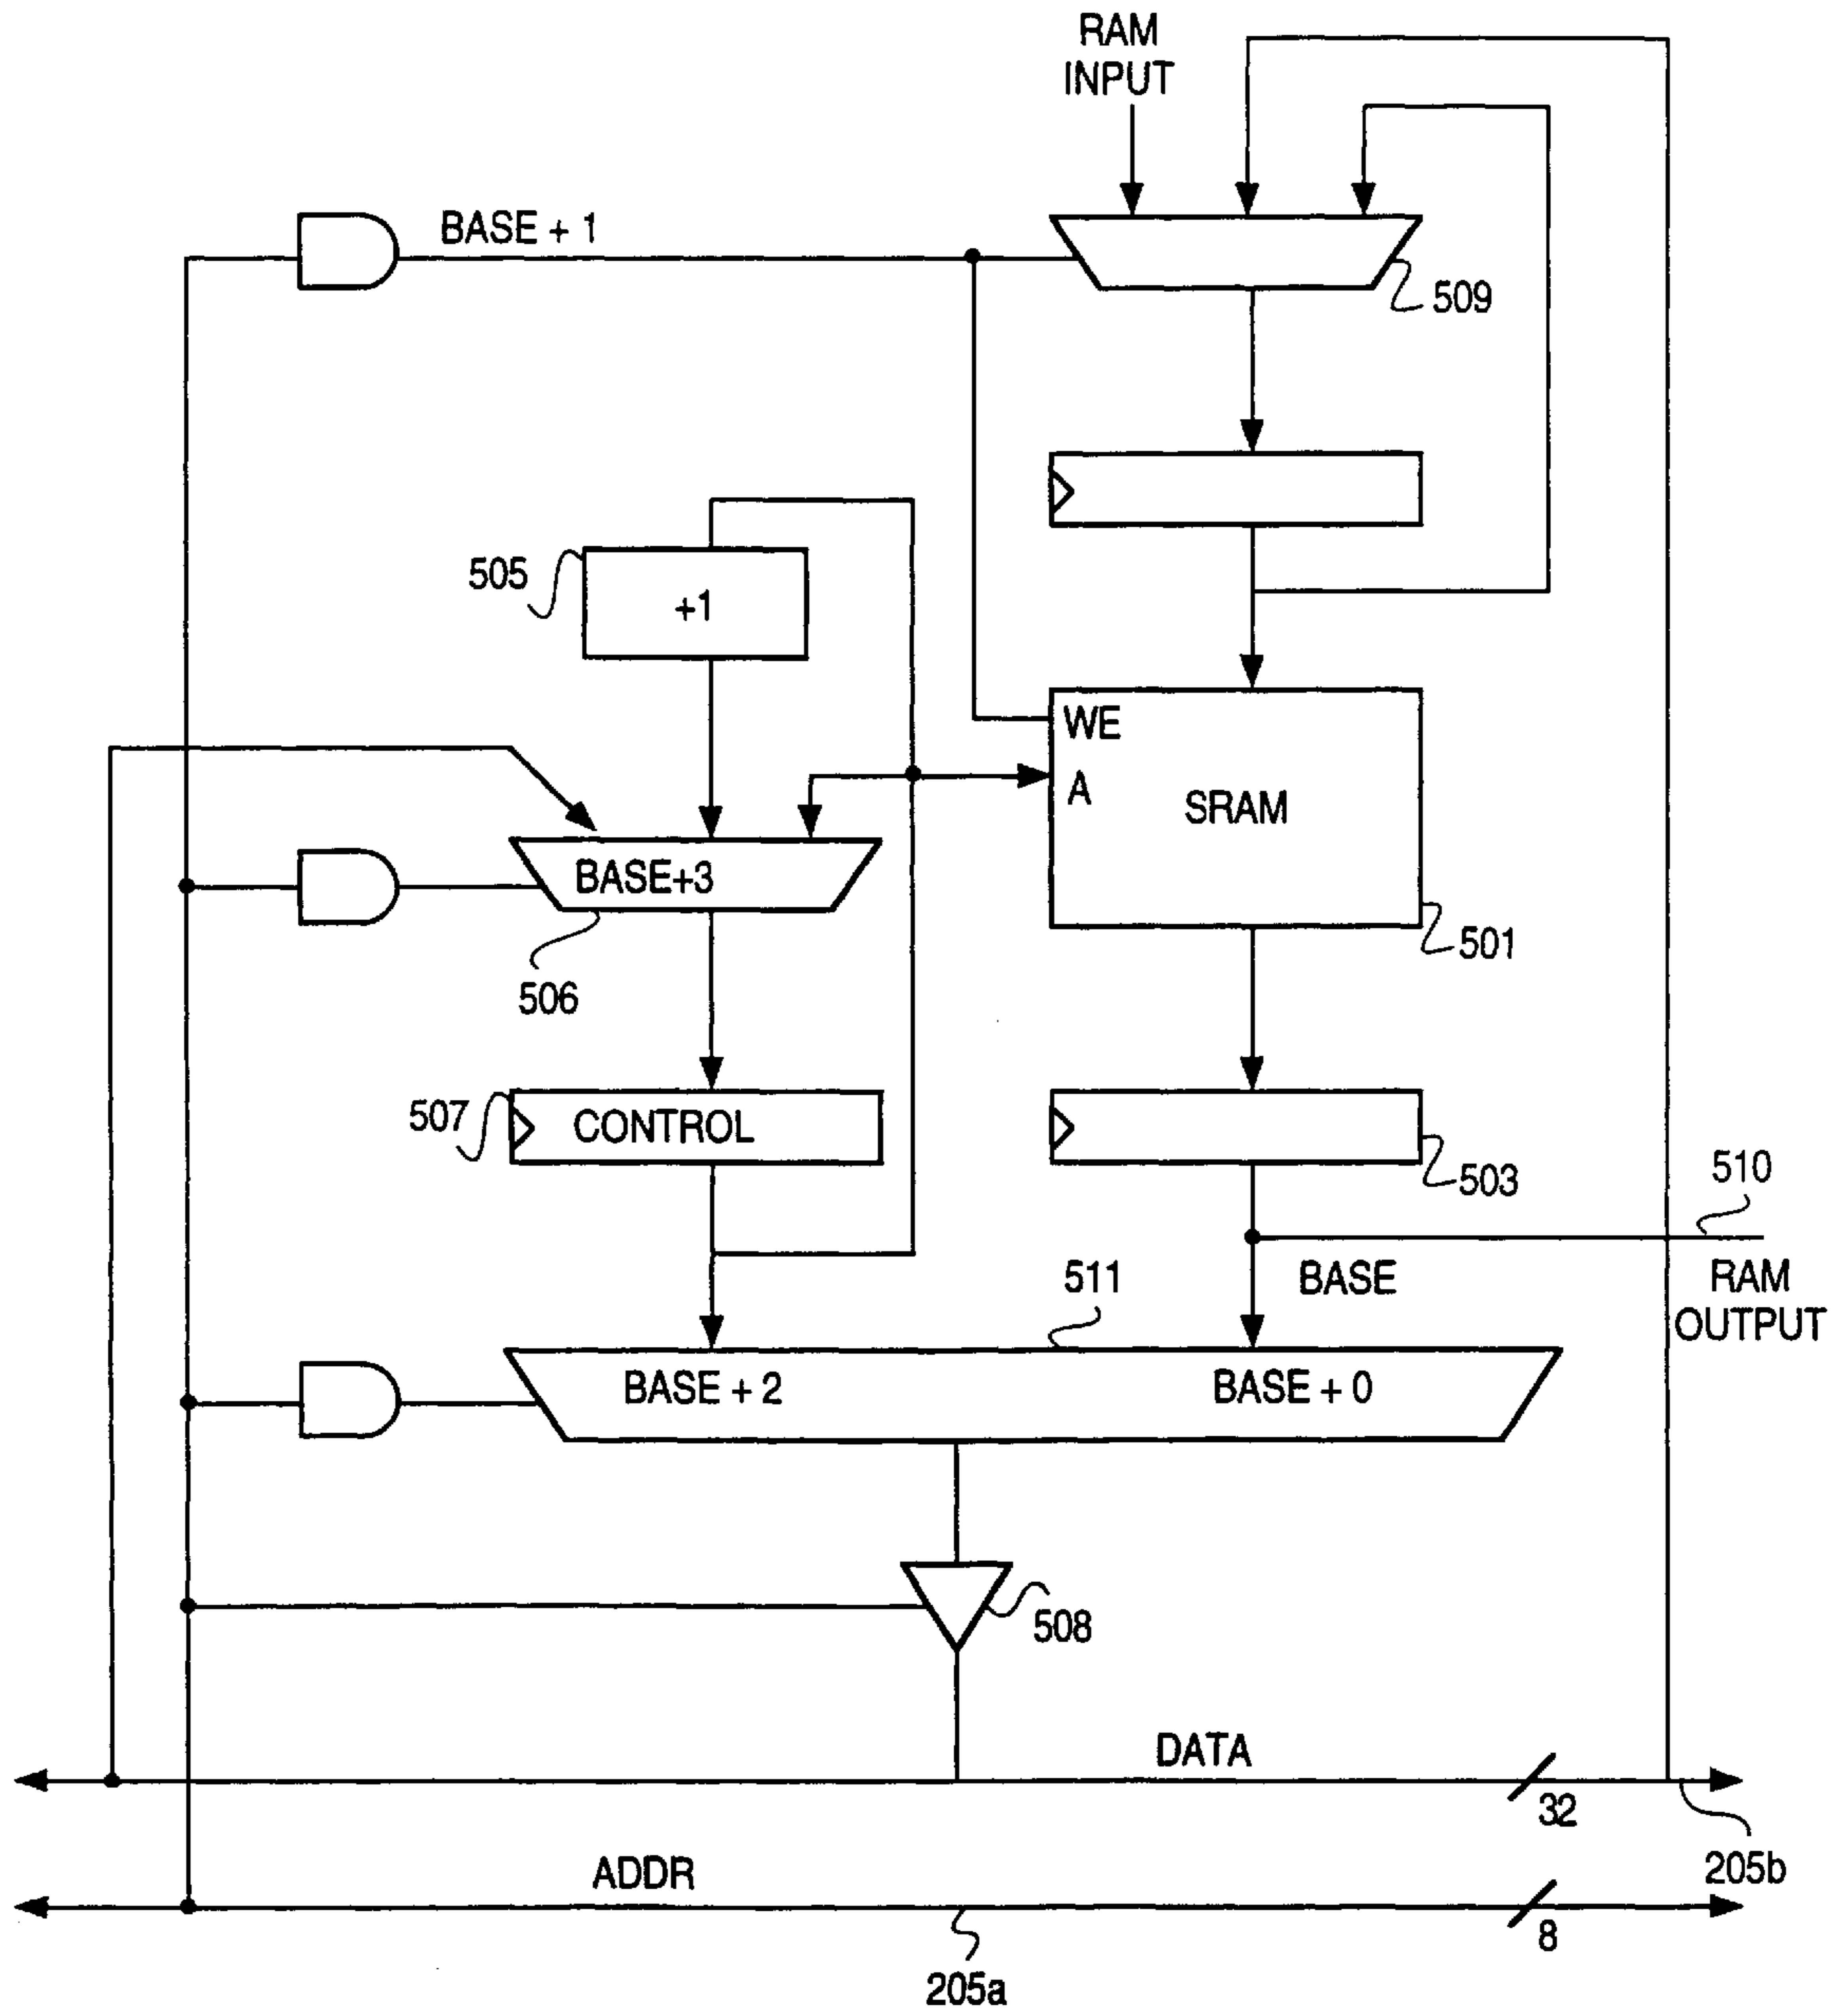 RAM
INPUT
BASE + 1
509
505
+1
WE
A
SRAM
BASE+3
501
506
507
CONTROL
503
510
511
BASE
RAM
OUTPUT
BASE + 2
BASE + 0
508
DATA
32
205b
ADDR
8
205a